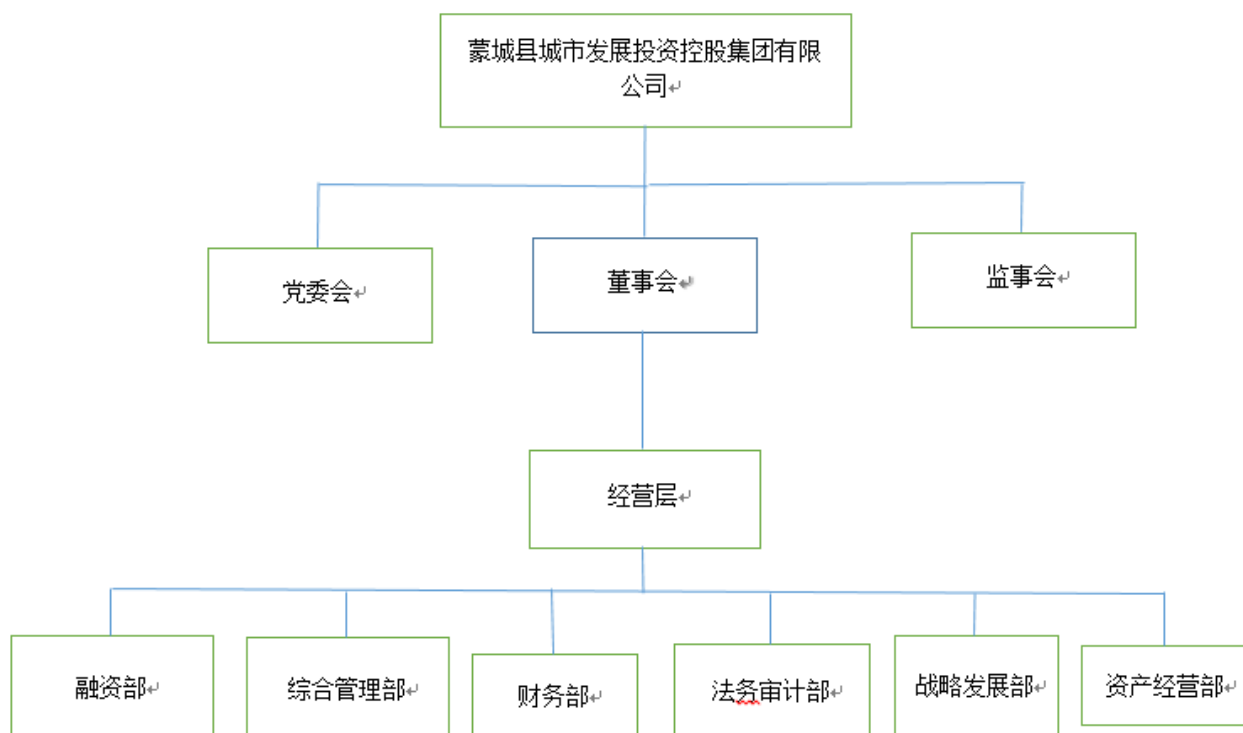 蒙城县城市发展投资控股集团有限
公司
党委会
董事会
监事会
经营层
融资部
综合管理部
财务部
法务审计部
战略发展部
资产经营部